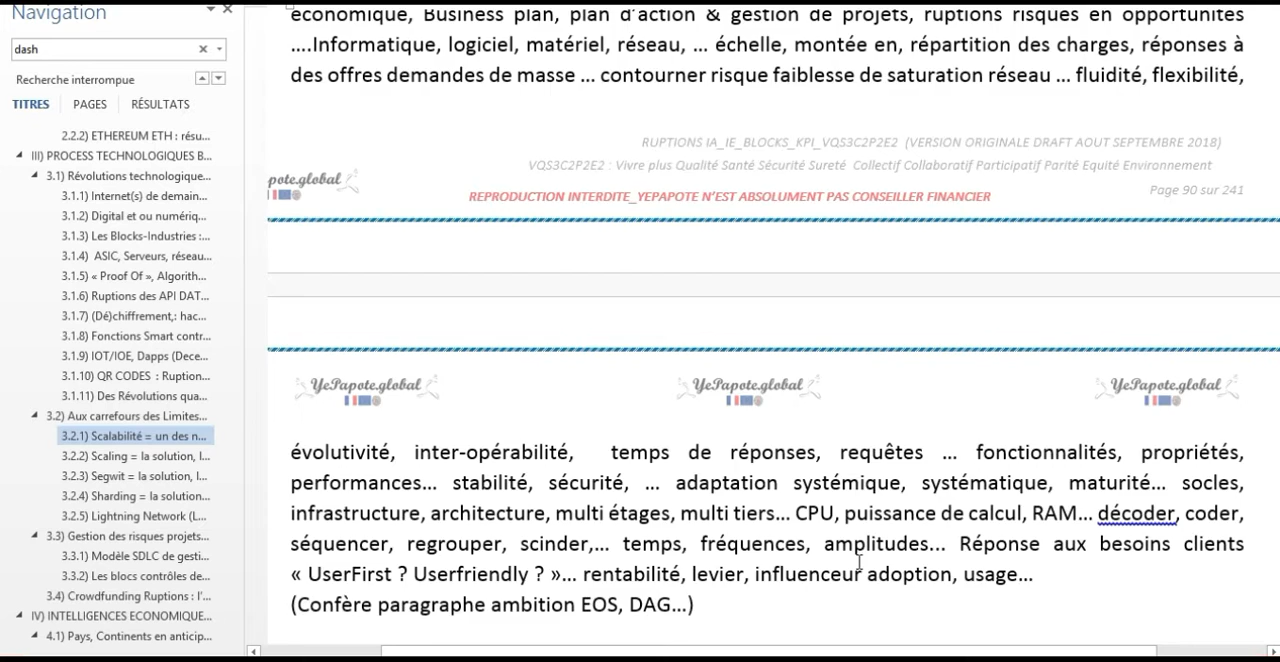 Navigation
dash
Recherche interrompue
TITRES PAGES RÉSULTATS
2.2.2) ETHEREUM ETH : résu...
III) PROCESS TECHNOLOGIQUES B...
3.1) Révolutions technologique...
3.1.1) Internet(s) de demain...
3.1.2) Digital et ou numériq...
3.1.3) Les Blocks-Industries :...
3.1.4) ASIC, Serveurs, réseau...
3.1.5) « Proof Of », Algorith...
3.1.6) Ruptions des API DAT...
3.1.7) (Dé)chiffrement,: hac...
3.1.8) Fonctions Smart contr...
3.1.9) IOT/IOE, Dapps (Dece...
3.1.10) QR CODES : Ruption...
3.1.11) Des Révolutions qua...
3.2) Aux carrefours des Limites...
3.2.1) Scalabilité = un des n...
3.2.2) Scaling = la solution, l...
3.2.3) Segwit = la solution, l...
3.2.4) Sharding = la solution...
3.2.5) Lightning Network (L...
3.3) Gestion des risques projets...
3.3.1) Modèle SDLC de gesti...
3.3.2) Les blocs contrôles de...
3.4) Crowdfunding Ruptions : l'...
IV) INTELLIGENCES ECONOMIQUE...
4.1) Pays, Continents en anticip...
économique, Business plan, plan d'action & gestion de projets, ruptions risques en opportunités
....Informatique, logiciel, matériel, réseau, ... échelle, montée en, répartition des charges, réponses à
des offres demandes de masse ... contourner risque faiblesse de saturation réseau ... fluidité, flexibilité,
RUPTIONS IA_IE_BLOCKS_KPI_VQS3C2P2E2 (VERSION ORIGINALE DRAFT AOUT SEPTEMBRE 2018)
VQS3C2P2E2 : Vivre plus Qualité Santé Sécurité Sureté Collectif Collaboratif Participatif Parité Equité Environnement
pote.global
REPRODUCTION INTERDITE_YEPAPOTE N'EST ABSOLUMENT PAS CONSEILLER FINANCIER
Page 90 sur 241
YePapote.global YePapote.global YePapote.global
évolutivité, inter-opérabilité, temps de réponses, requêtes ... fonctionnalités, propriétés,
performances... stabilité, sécurité, ... adaptation systémique, systématique, maturité... socles,
infrastructure, architecture, multi étages, multi tiers... CPU, puissance de calcul, RAM... décoder, coder,
séquencer, regrouper, scinder,... temps, fréquences, amplitudes... Réponse aux besoins clients
« UserFirst ? Userfriendly ? »... rentabilité, levier, influenceur adoption, usage...
(Confère paragraphe ambition EOS, DAG...)